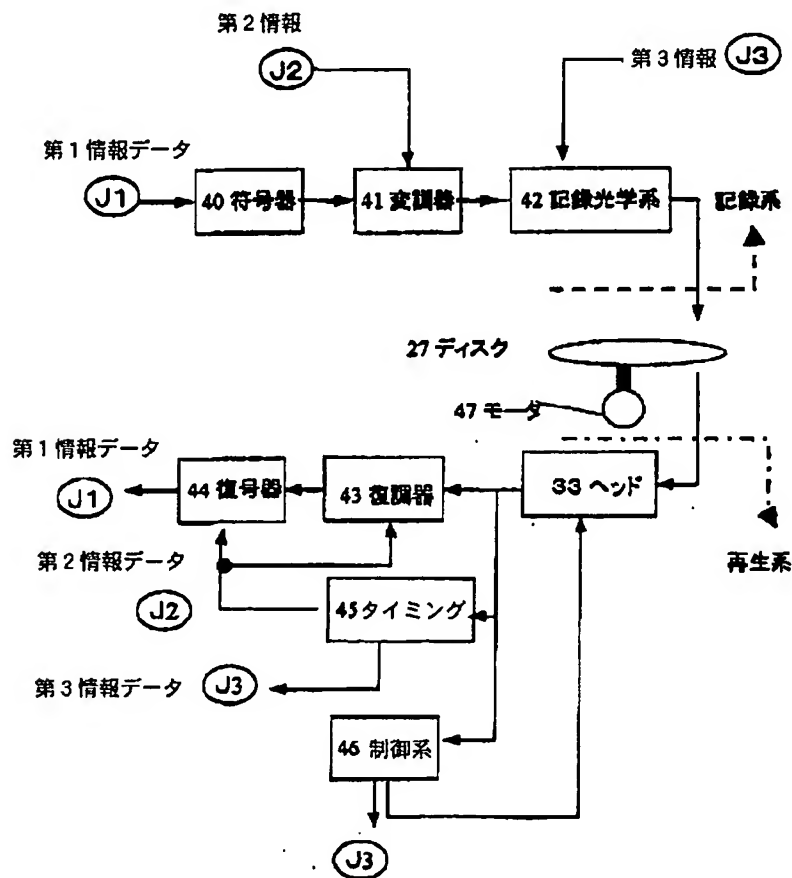 第2情報
J2
第3情報 J3
第1情報データ
J1
40 符号器
41 変調器
42 記録光学系
記録系
27 ディスク
47 モータ
第1情報データ
J1
44 復号器
43 復調器
33 ヘッド
再生系
第2情報データ
J2
45タイミング
第3情報データ J3
46 制御系
J3